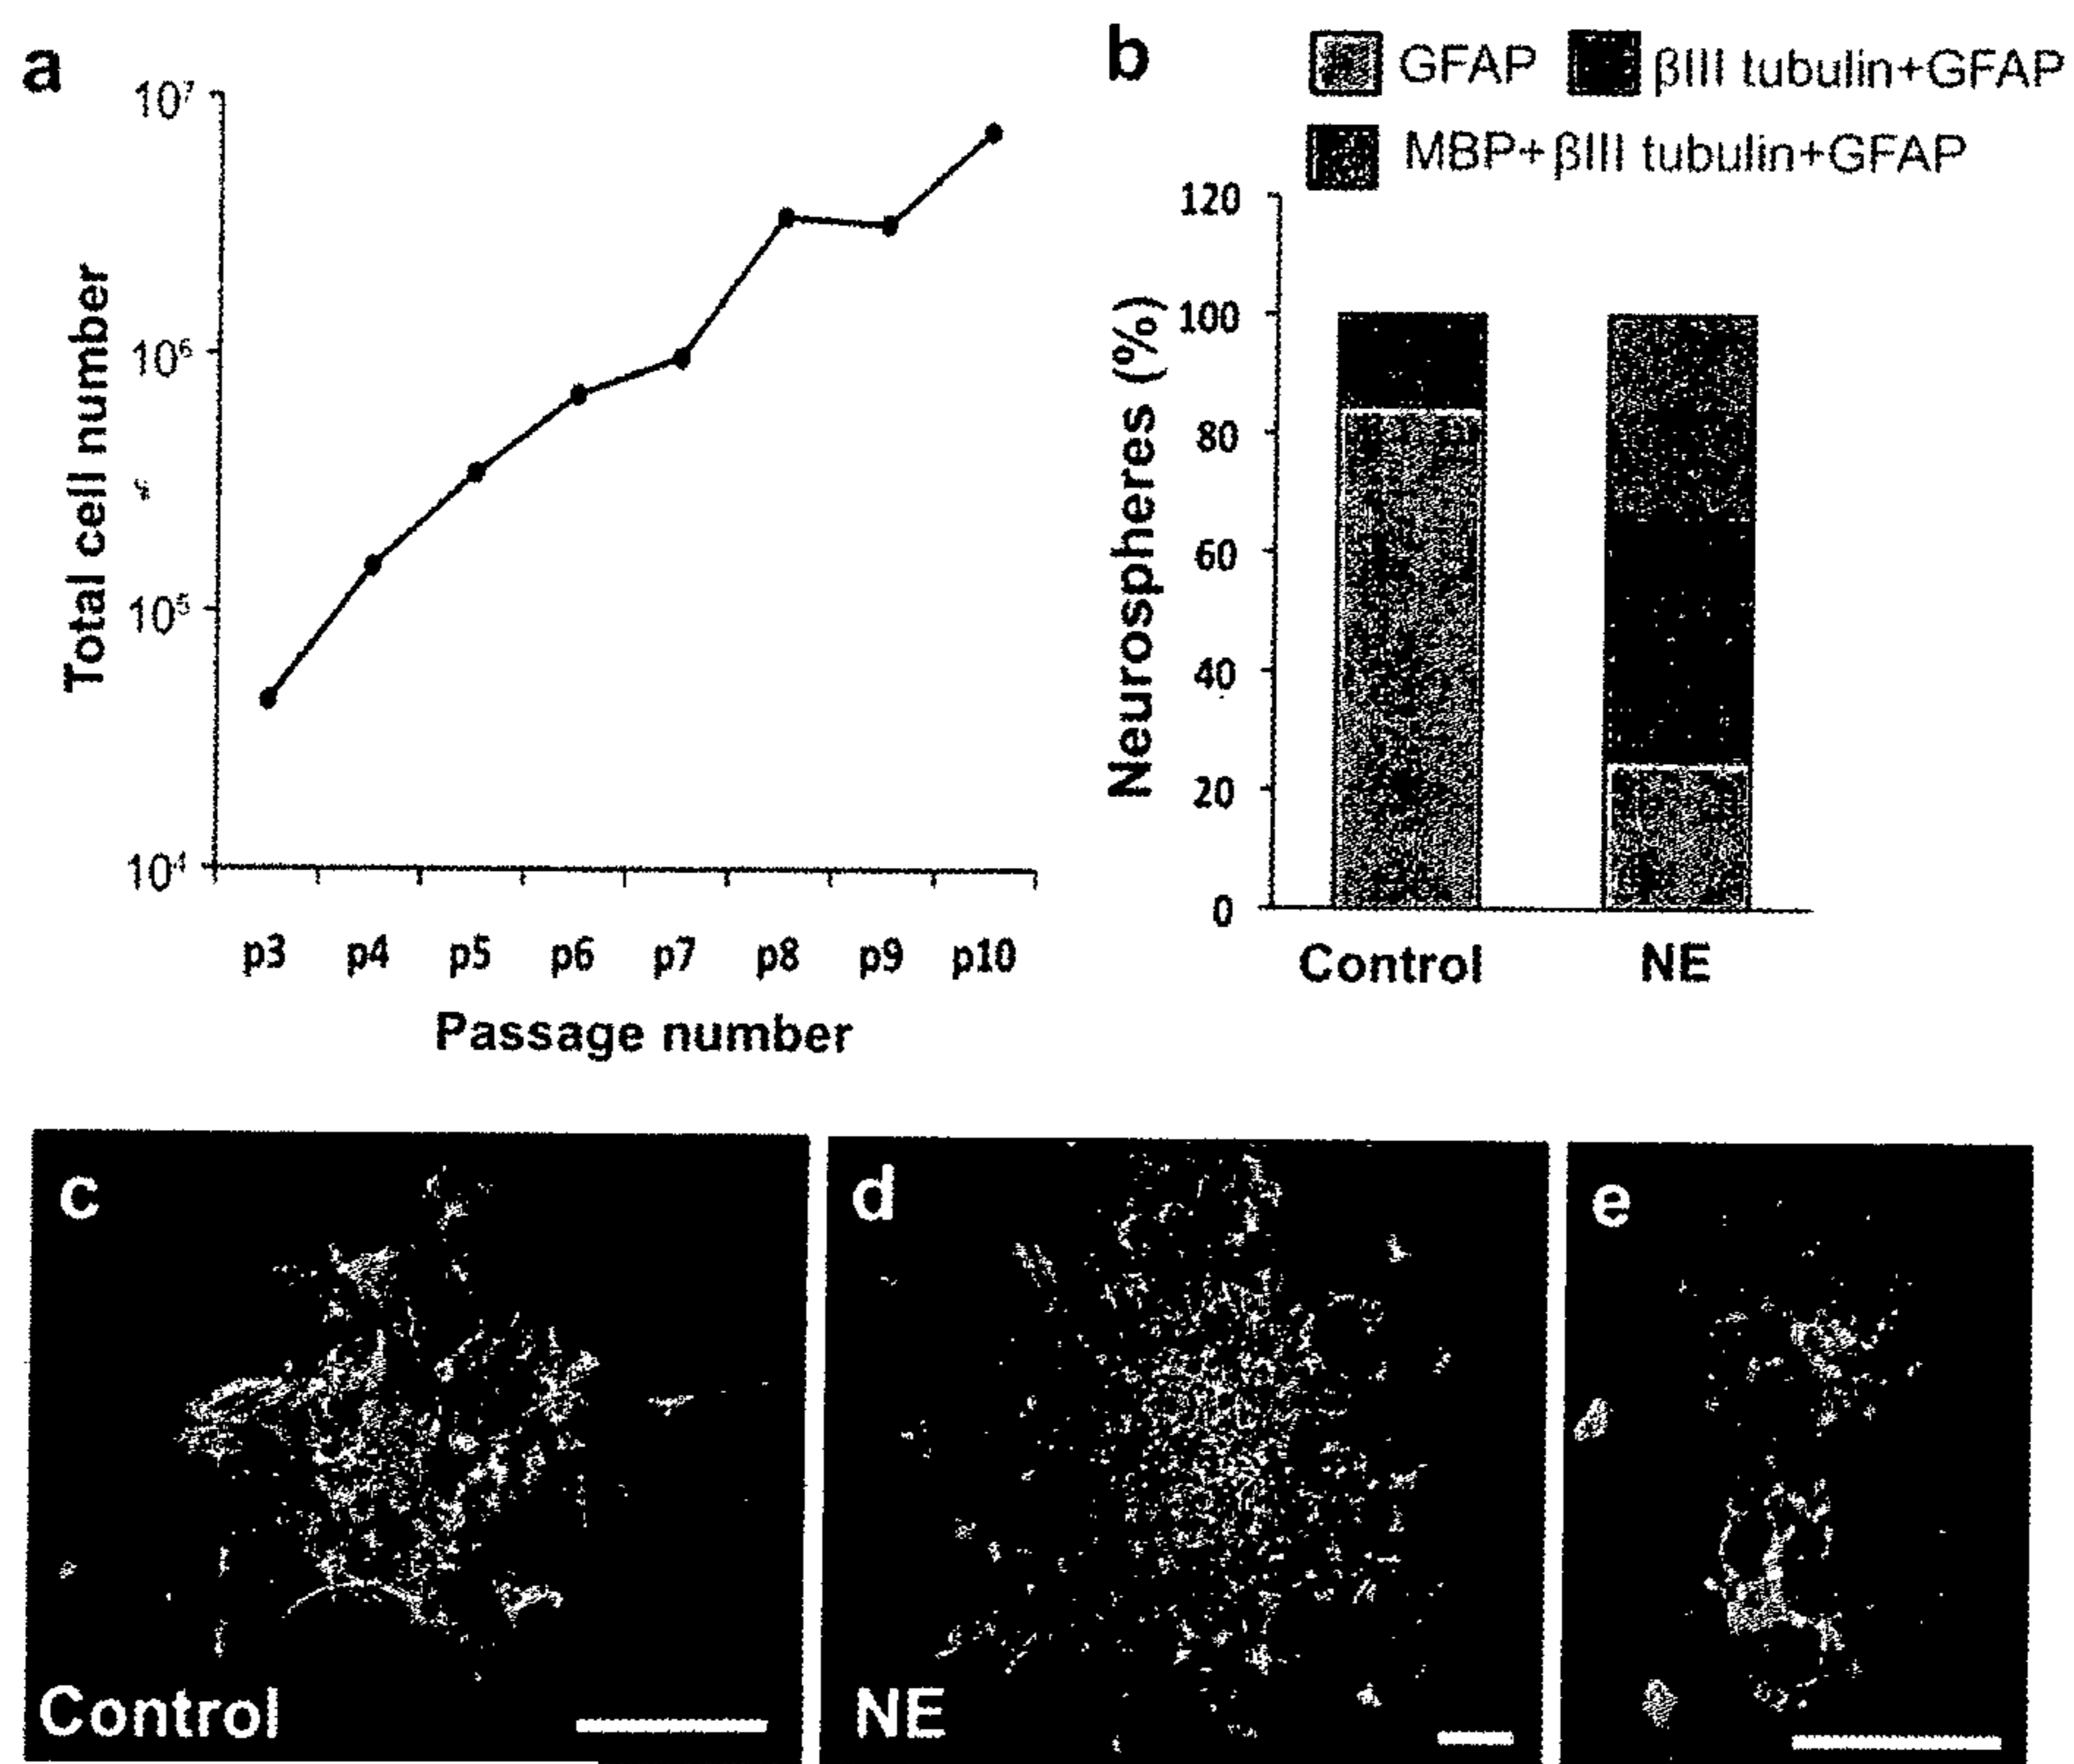 a
10⁷
10⁶
10⁵
10⁴
Total cell number
p3 p4 p5 p6 p7 p8 p9 p10
Passage number
b
GFAP βIII tubulin+GFAP
MBP+βIII tubulin+GFAP
120
100
80
60
40
20
0
Neurospheres (%)
Control NE
c
Control
d
NE
e